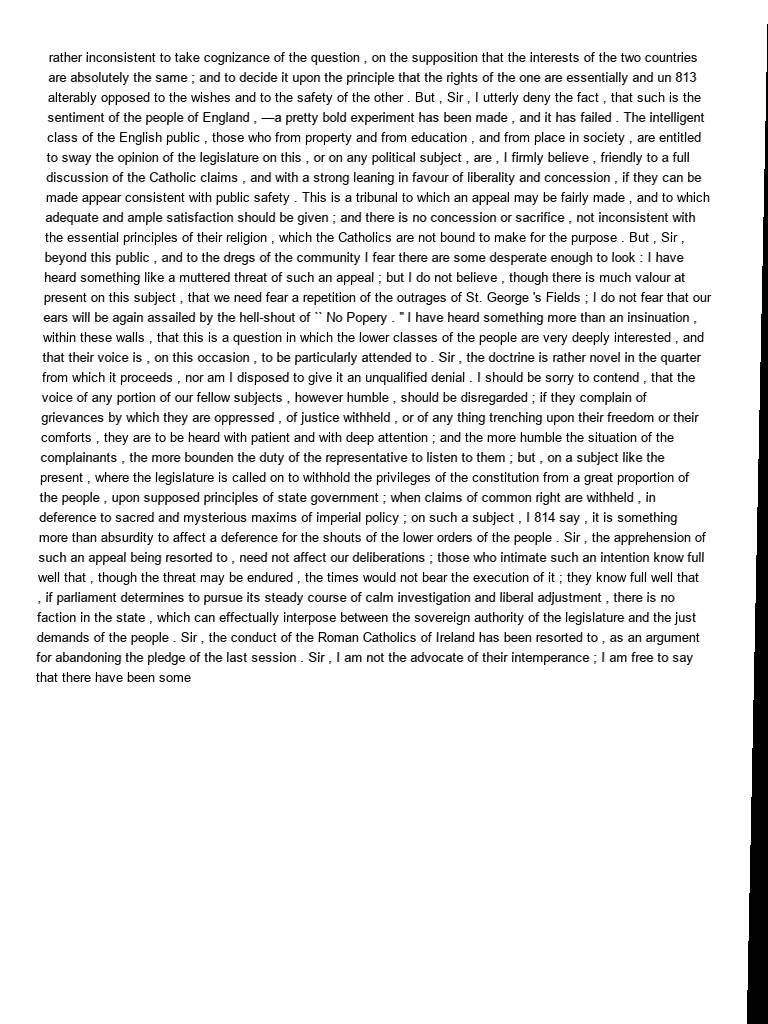 rather inconsistent to take cognizance of the question , on the supposition that the interests of the two countries
are absolutely the same ; and to decide it upon the principle that the rights of the one are essentially and un 813
alterably opposed to the wishes and to the safety of the other . But , Sir , I utterly deny the fact , that such is the
sentiment of the people of England , —a pretty bold experiment has been made , and it has failed . The intelligent
class of the English public , those who from property and from education , and from place in society , are entitled
to sway the opinion of the legislature on this , or on any political subject , are , I firmly believe , friendly to a full
discussion of the Catholic claims , and with a strong leaning in favour of liberality and concession , if they can be
made appear consistent with public safety . This is a tribunal to which an appeal may be fairly made , and to which
adequate and ample satisfaction should be given ; and there is no concession or sacrifice , not inconsistent with
the essential principles of their religion , which the Catholics are not bound to make for the purpose . But , Sir ,
beyond this public , and to the dregs of the community I fear there are some desperate enough to look : I have
heard something like a muttered threat of such an appeal ; but I do not believe , though there is much valour at
present on this subject , that we need fear a repetition of the outrages of St. George 's Fields ; I do not fear that our
ears will be again assailed by the hell-shout of `` No Popery . " I have heard something more than an insinuation ,
within these walls , that this is a question in which the lower classes of the people are very deeply interested , and
that their voice is , on this occasion , to be particularly attended to . Sir , the doctrine is rather novel in the quarter
from which it proceeds , nor am I disposed to give it an unqualified denial . I should be sorry to contend , that the
voice of any portion of our fellow subjects , however humble , should be disregarded ; if they complain of
grievances by which they are oppressed , of justice withheld , or of any thing trenching upon their freedom or their
comforts , they are to be heard with patient and with deep attention ; and the more humble the situation of the
complainants , the more bounden the duty of the representative to listen to them ; but , on a subject like the
present , where the legislature is called on to withhold the privileges of the constitution from a great proportion of
the people , upon supposed principles of state government ; when claims of common right are withheld , in
deference to sacred and mysterious maxims of imperial policy ; on such a subject , I 814 say , it is something
more than absurdity to affect a deference for the shouts of the lower orders of the people . Sir , the apprehension of
such an appeal being resorted to , need not affect our deliberations ; those who intimate such an intention know full
well that , though the threat may be endured , the times would not bear the execution of it ; they know full well that
, if parliament determines to pursue its steady course of calm investigation and liberal adjustment , there is no
faction in the state , which can effectually interpose between the sovereign authority of the legislature and the just
demands of the people . Sir , the conduct of the Roman Catholics of Ireland has been resorted to , as an argument
for abandoning the pledge of the last session . Sir , I am not the advocate of their intemperance ; I am free to say
that there have been some